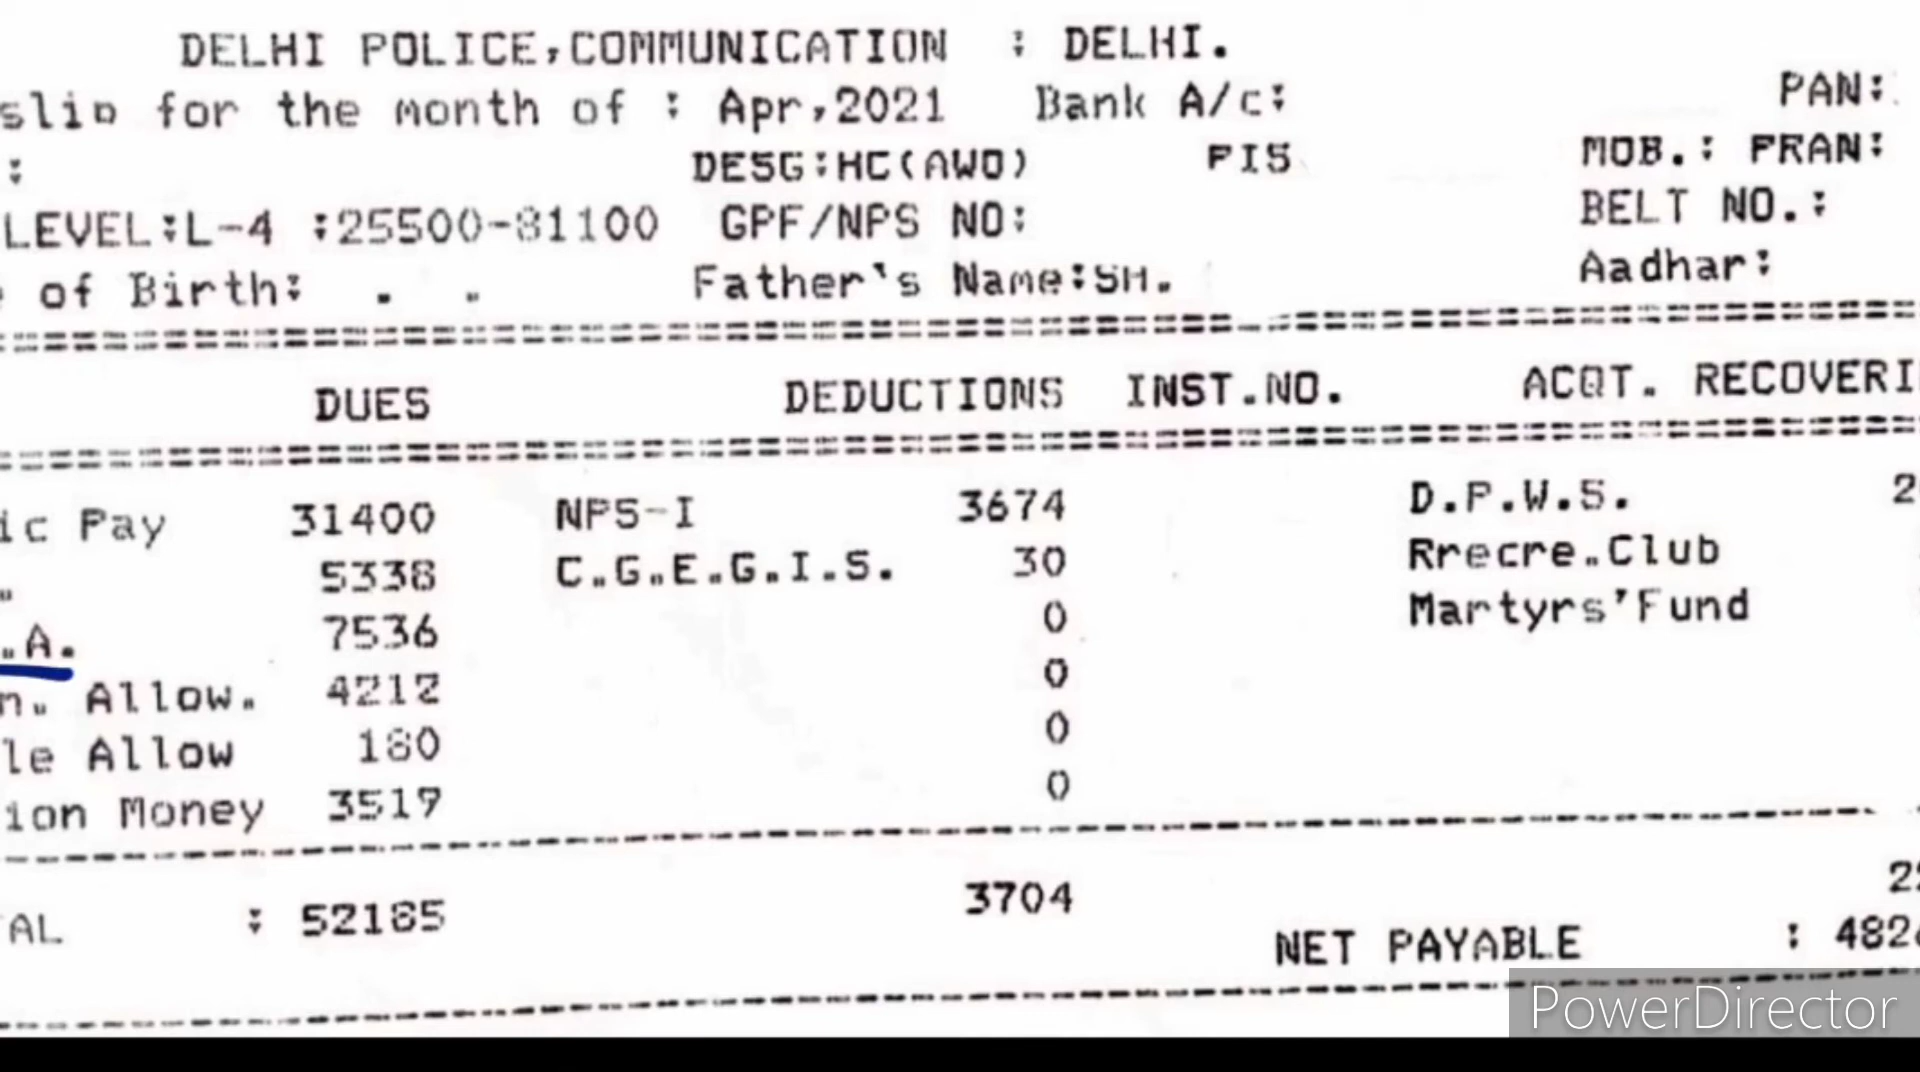 DELHI POLICE,COMMUNICATION : DELHI.
slip for the month of : Apr,2021 Bank A/c: PAN:
: DESG:HC(AWO) PIS MOB.: PRAN:
LEVEL:L-4 :25500-81100 GPF/NPS NO: BELT NO.:
of Birth: . . Father's Name:SH. Aadhar:
DUES DEDUCTIONS INST.NO. ACQT. RECOVERI
ic Pay 31400 NPS-I 3674 D.P.W.S. 2
. 5338 C.G.E.G.I.S. 30 Rrecre.Club
.A. 7536 0 Martyrs'Fund
n. Allow. 4212 0
le Allow 180 0
ion Money 3519 0
AL : 52185 3704 22
NET PAYABLE : 482
PowerDirector